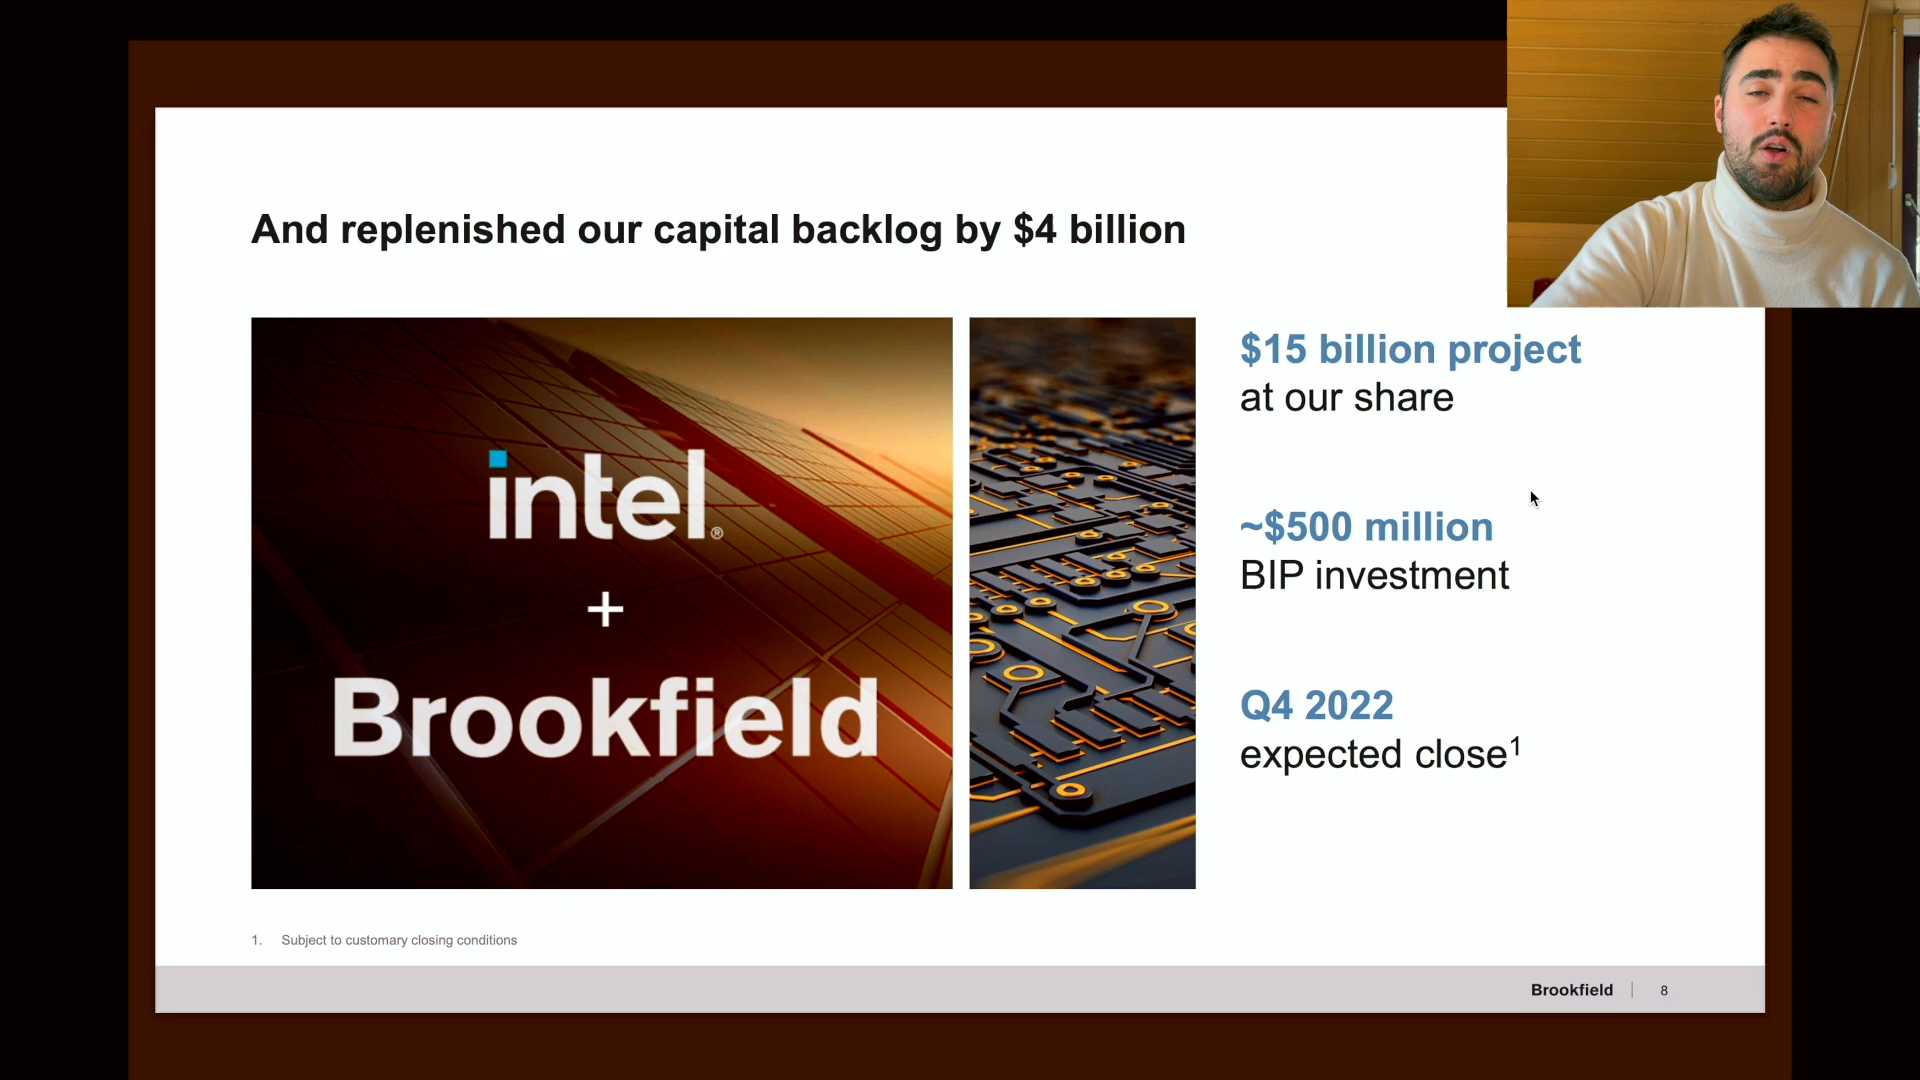 And replenished our capital backlog by $4 billion
intel®
+
Brookfield
$15 billion project
at our share
~$500 million
BIP investment
Q4 2022
expected close¹
1. Subject to customary closing conditions
Brookfield | 8